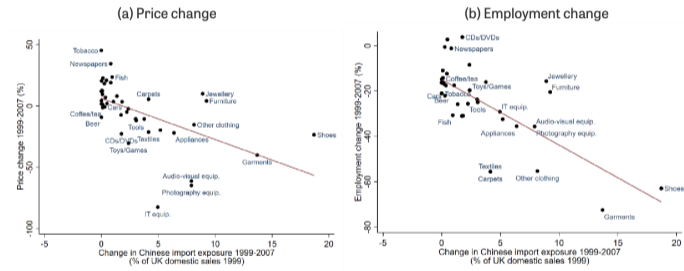 (a) Price change
(b) Employment change
Price change 1999-2007 (%)
50
0
-50
-100
Tobacco
Newspapers
Fish
Carpets
Jewellery
Furniture
Cars
Coffee/tea
Beer
Tools
Other clothing
CDs/DVDs
Textiles
Appliances
Toys/Games
Shoes
Garments
Audio-visual equip.
Photography equip.
IT equip.
-5
0
5
10
15
20
Change in Chinese import exposure 1999-2007
(% of UK domestic sales 1999)
Employment change 1999-2007 (%)
0
-20
-40
-60
-80
CDs/DVDs
Newspapers
Coffee/tea
Jewellery
Toys/Games
Furniture
Cars
Tobacco
Beer
Tools
IT equip.
Fish
Audio-visual equip.
Appliances
Photography equip.
Textiles
Carpets
Other clothing
Shoes
Garments
-5
0
5
10
15
20
Change in Chinese import exposure 1999-2007
(% of UK domestic sales 1999)